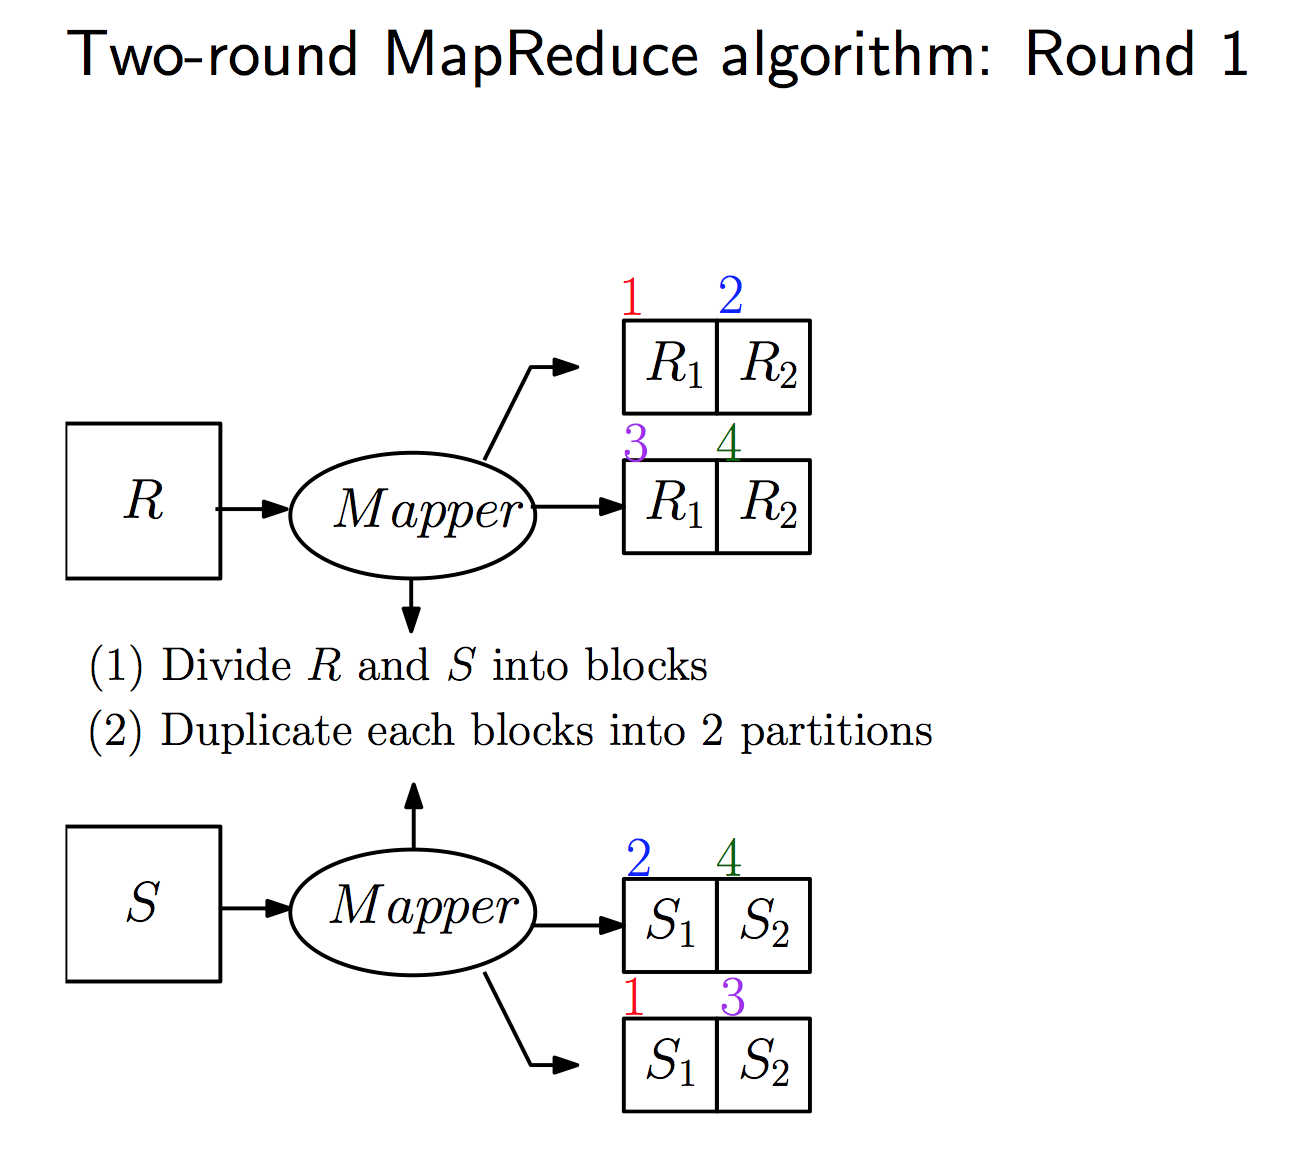 Two-round MapReduce algorithm: Round 1
1 2
R₁ R₂
3 4
R Mapper R₁ R₂
(1) Divide R and S into blocks
(2) Duplicate each blocks into 2 partitions
2 4
S Mapper S₁ S₂
1 3
S₁ S₂